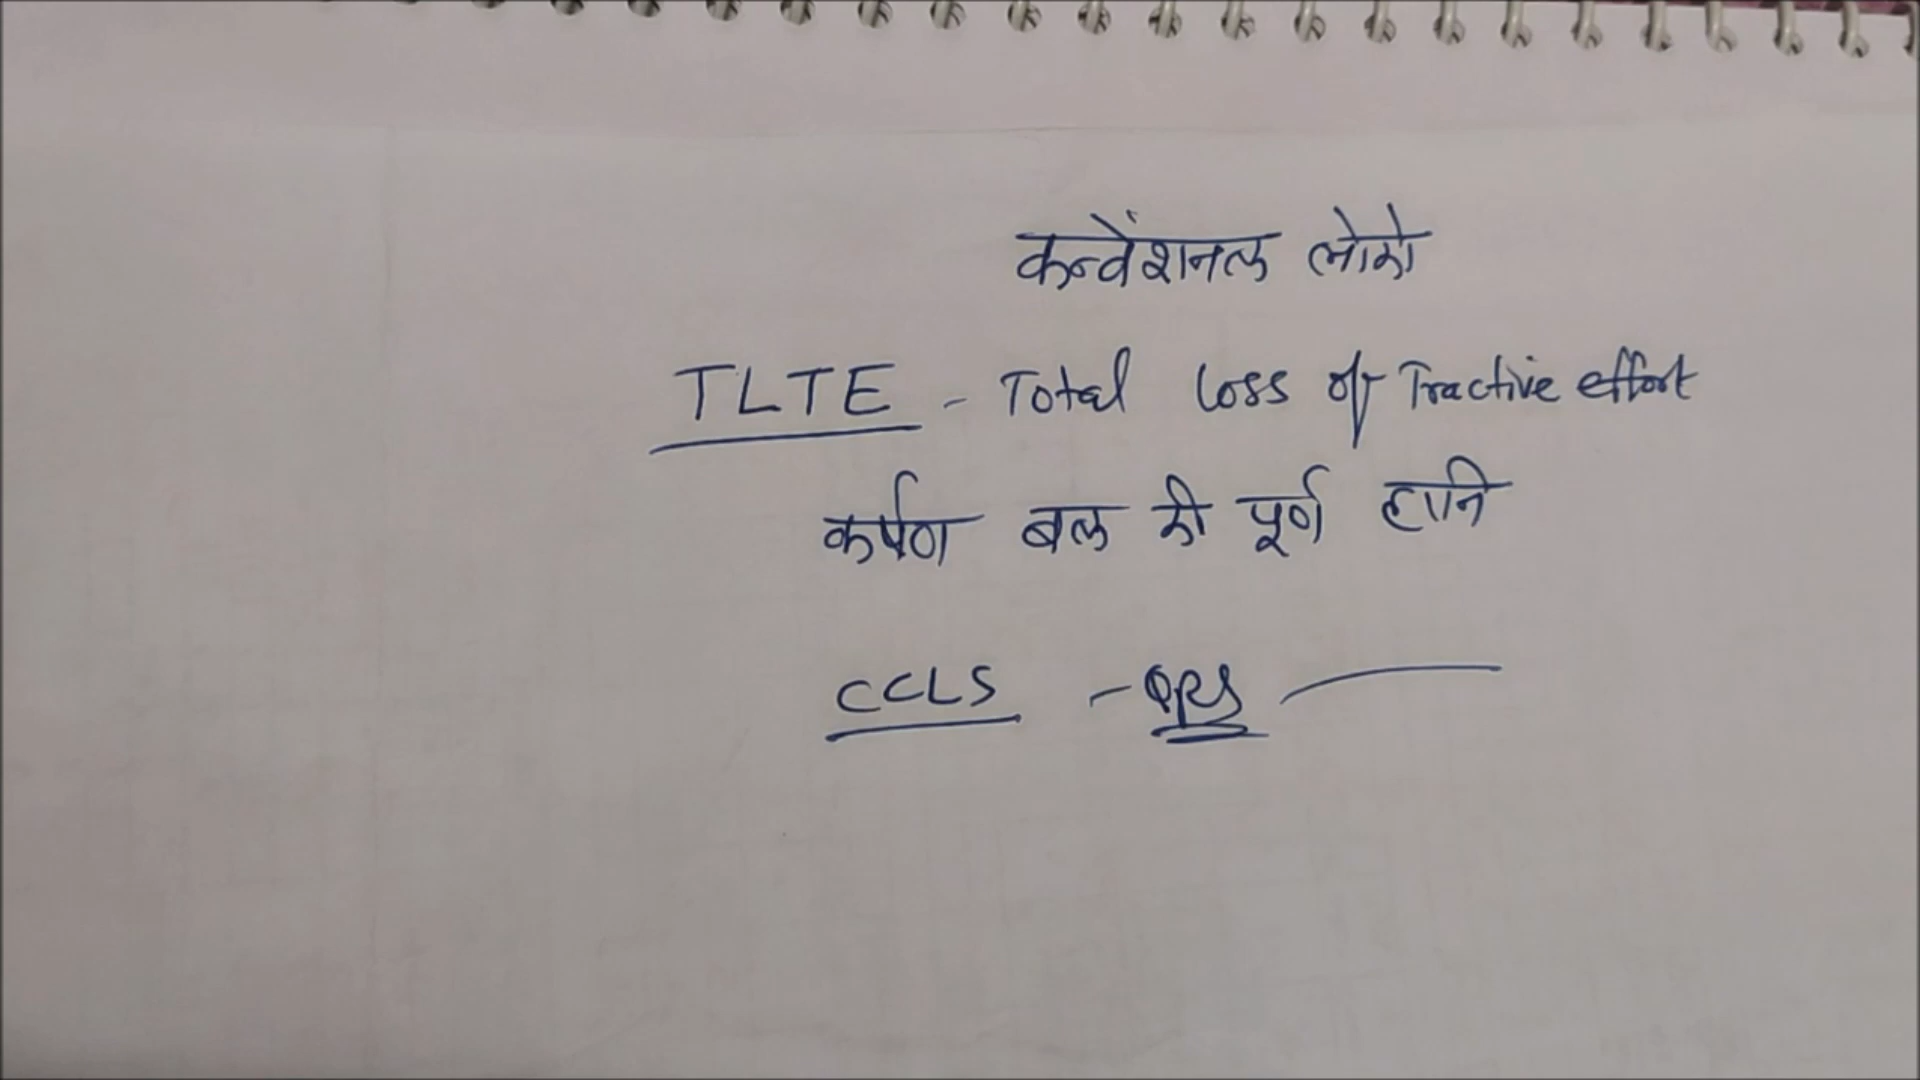 कन्वेंशनल लोको
TLTE - Total Loss of Tractive effort
कर्षण बल की पूर्ण हानि
CCLS -